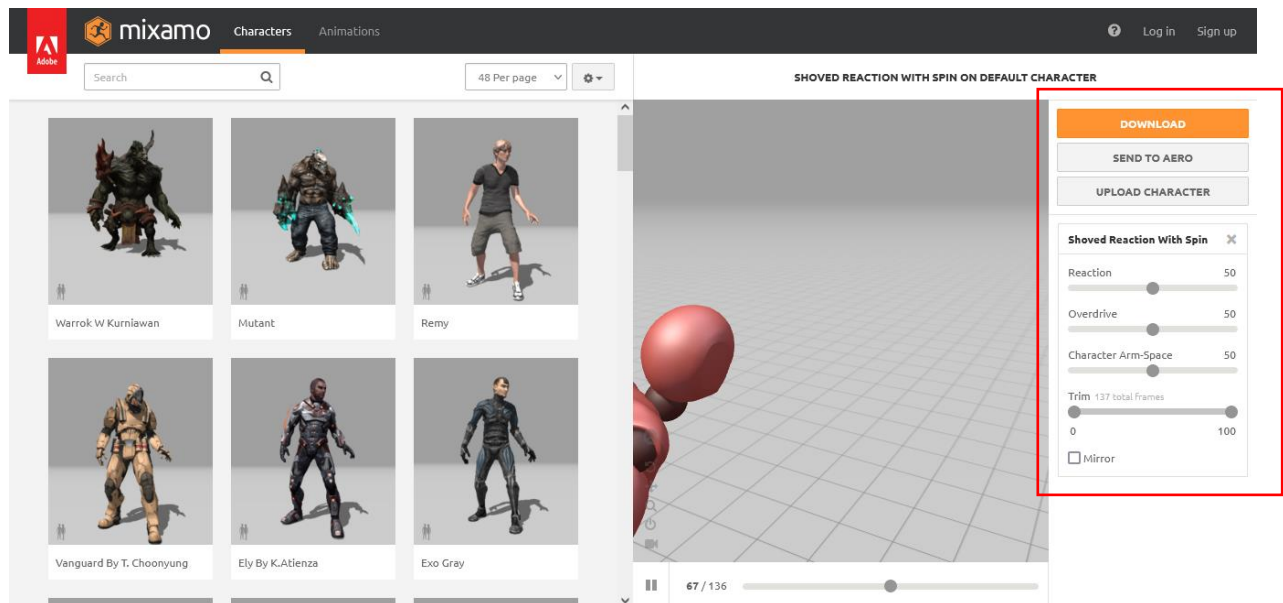 Adobe
mixamo Characters Animations Log in Sign up
Search
48 Per page
SHOVED REACTION WITH SPIN ON DEFAULT CHARACTER
Warrok W Kurniawan
Mutant
Remy
Vanguard By T. Choonyung
Ely By K.Atienza
Exo Gray
67 / 136
DOWNLOAD
SEND TO AERO
UPLOAD CHARACTER
Shoved Reaction With Spin
Reaction 50
Overdrive 50
Character Arm-Space 50
Trim 137 total frames
0 100
Mirror